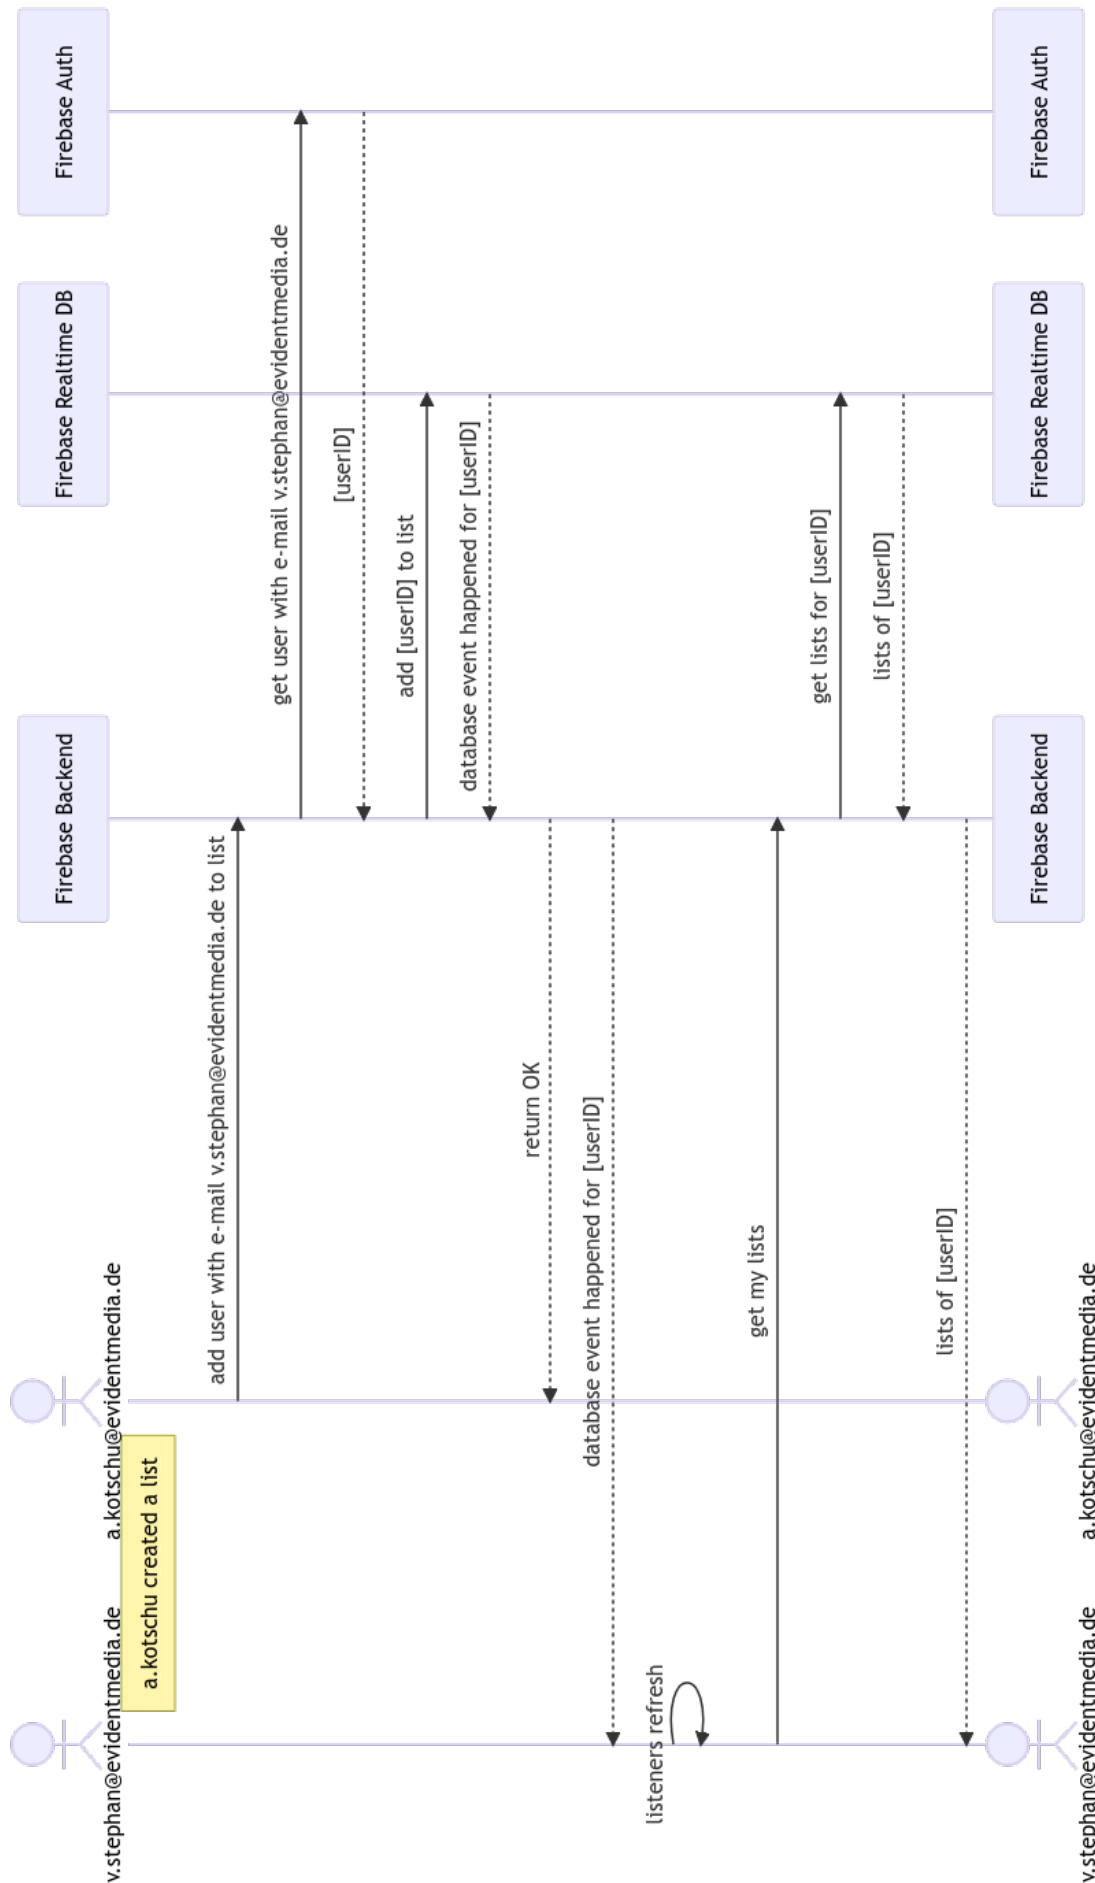 v.stephan@evidentmedia.de
a.kotschu@evidentmedia.de
Firebase Backend
Firebase Realtime DB
Firebase Auth
a.kotschu created a list
add user with e-mail v.stephan@evidentmedia.de to list
get user with e-mail v.stephan@evidentmedia.de
[userID]
add [userID] to list
database event happened for [userID]
return OK
database event happened for [userID]
listeners refresh
get my lists
get lists for [userID]
lists of [userID]
lists of [userID]
v.stephan@evidentmedia.de
a.kotschu@evidentmedia.de
Firebase Backend
Firebase Realtime DB
Firebase Auth